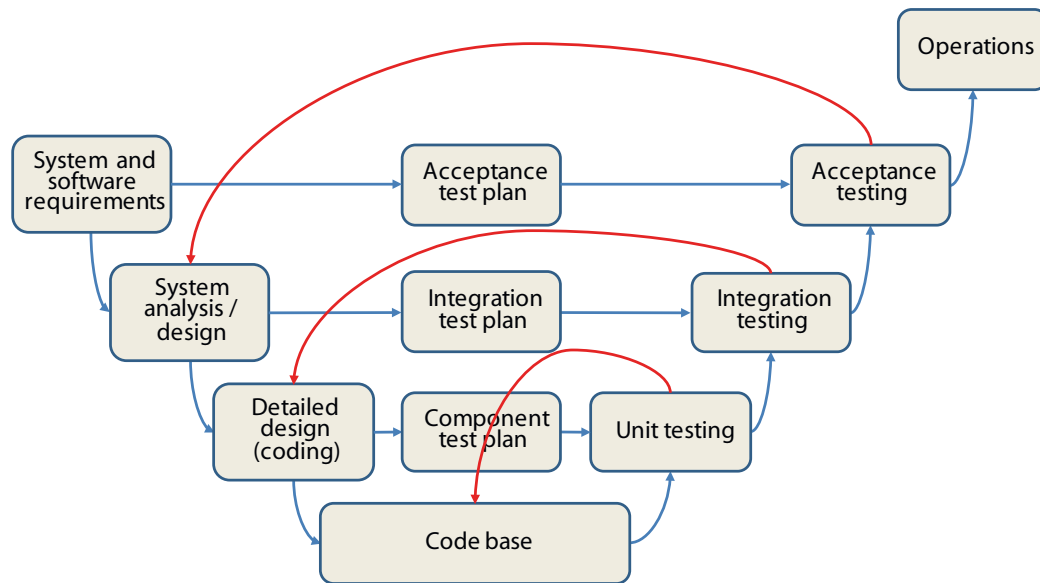 Operations
System and
software
requirements
Acceptance
test plan
Acceptance
testing
System
analysis /
design
Integration
test plan
Integration
testing
Detailed
design
(coding)
Component
test plan
Unit testing
Code base